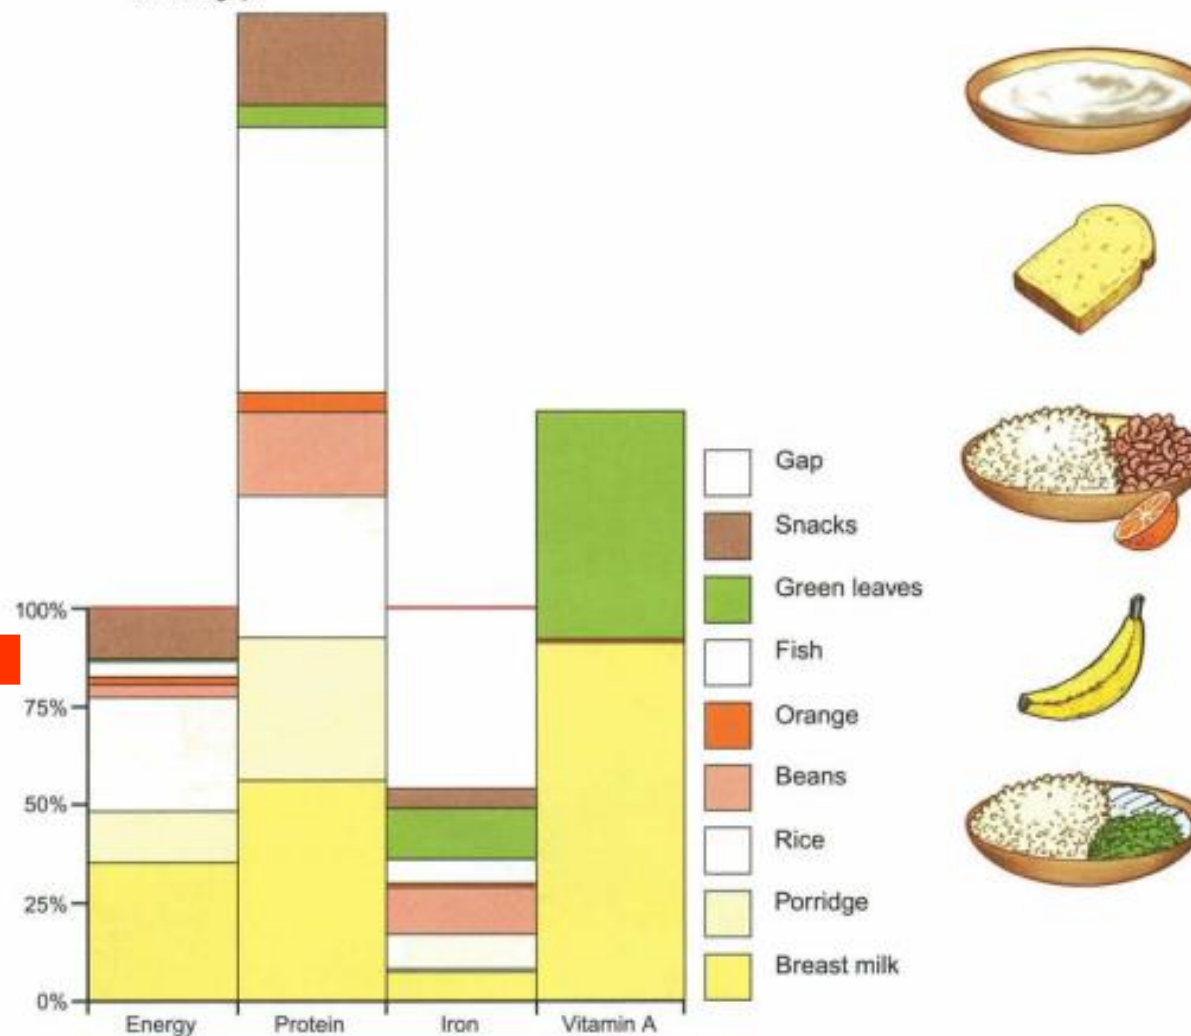 100%
75%
50%
25%
0%
Energy
Protein
Iron
Vitamin A
Gap
Snacks
Green leaves
Fish
Orange
Beans
Rice
Porridge
Breast milk